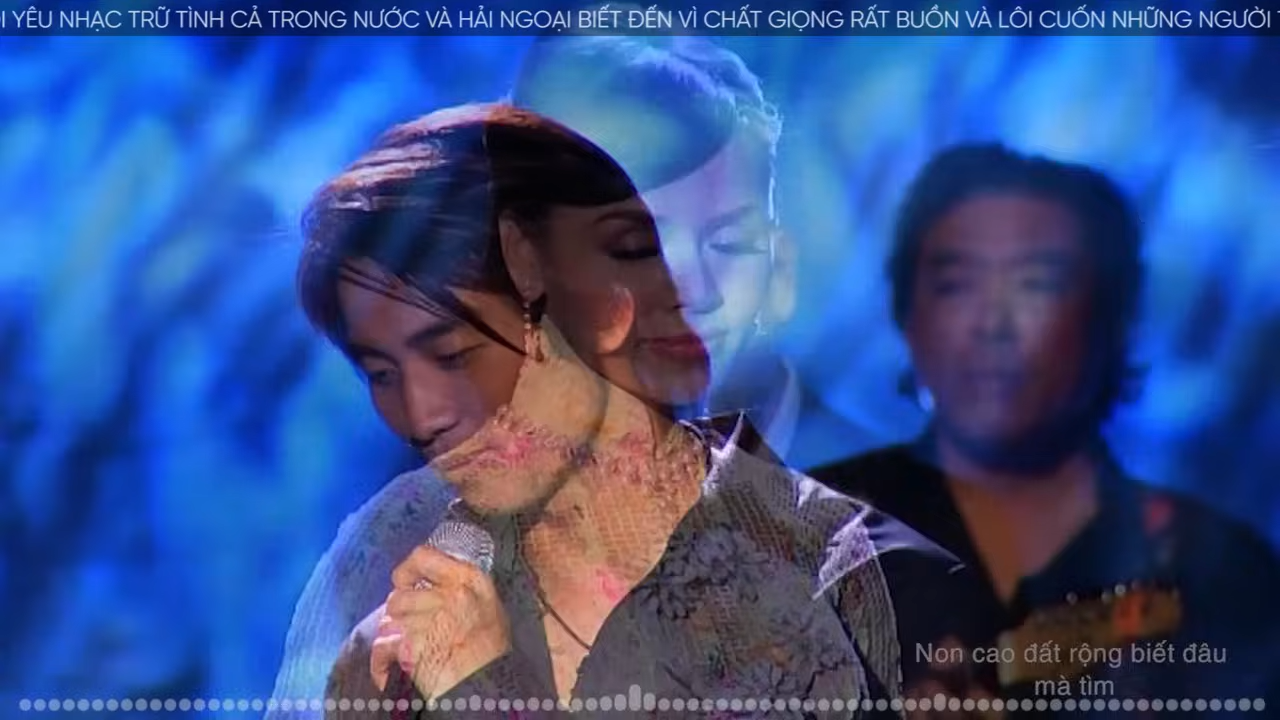 I YÊU NHẠC TRỮ TÌNH CẢ TRONG NƯỚC VÀ HẢI NGOẠI BIẾT ĐẾN VÌ CHẤT GIỌNG RẤT BUỒN VÀ LÔI CUỐN NHỮNG NGƯỜI
Non cao đất rộng biết đâu
mà tìm